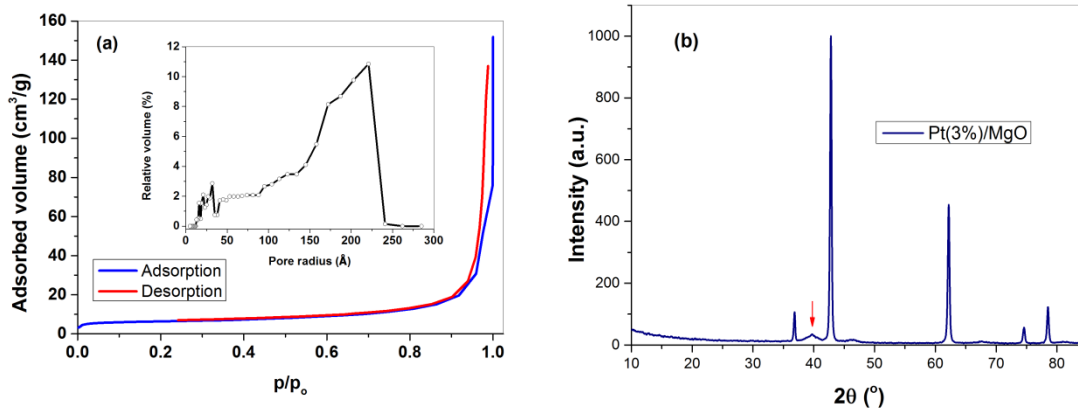 (a)
Adsorbed volume (cm³/g)
160
140
120
100
80
60
40
20
0
0.0 0.2 0.4 0.6 0.8 1.0
p/pₒ
Adsorption
Desorption
Relative volume (%)
12
10
8
6
4
2
0
0 50 100 150 200 250 300
Pore radius (Å)
(b)
Intensity (a.u.)
1000
800
600
400
200
0
10 20 30 40 50 60 70 80
2θ (°)
Pt(3%)/MgO